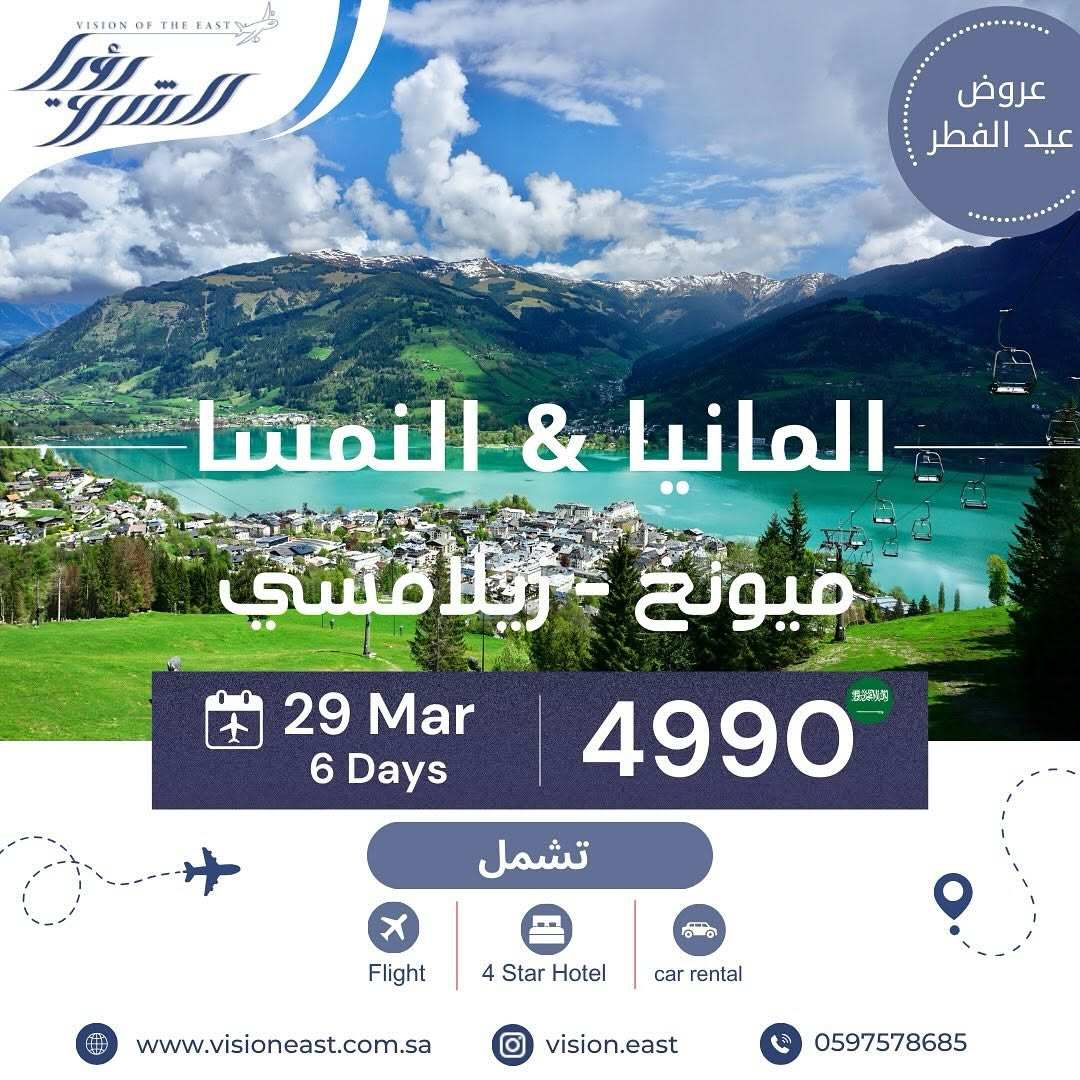 VISION OF THE EAST
رؤيا
الشرق
عروض
عيد الفطر
المانيا & النمسا
ميونخ - زيلامسي
29 Mar
6 Days
4990
تشمل
Flight
4 Star Hotel
car rental
www.visioneast.com.sa
vision.east
0597578685